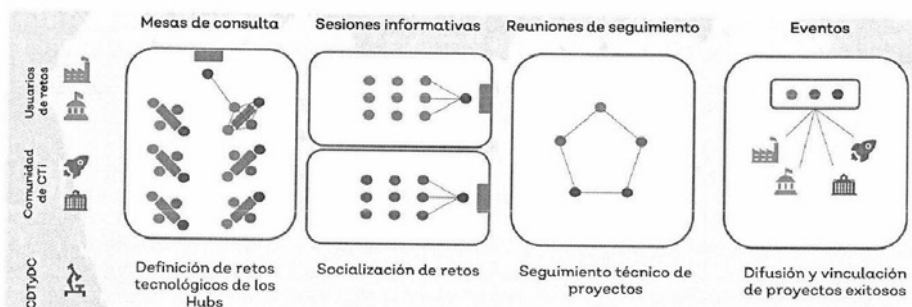 Mesas de consulta
Sesiones informativas
Reuniones de seguimiento
Eventos
Usuarios
de retos
Comunidad
de CTI
CDTyDC
Definición de retos
tecnológicos de los
Hubs
Socialización de retos
Seguimiento técnico de
proyectos
Difusión y vinculación
de proyectos exitosos